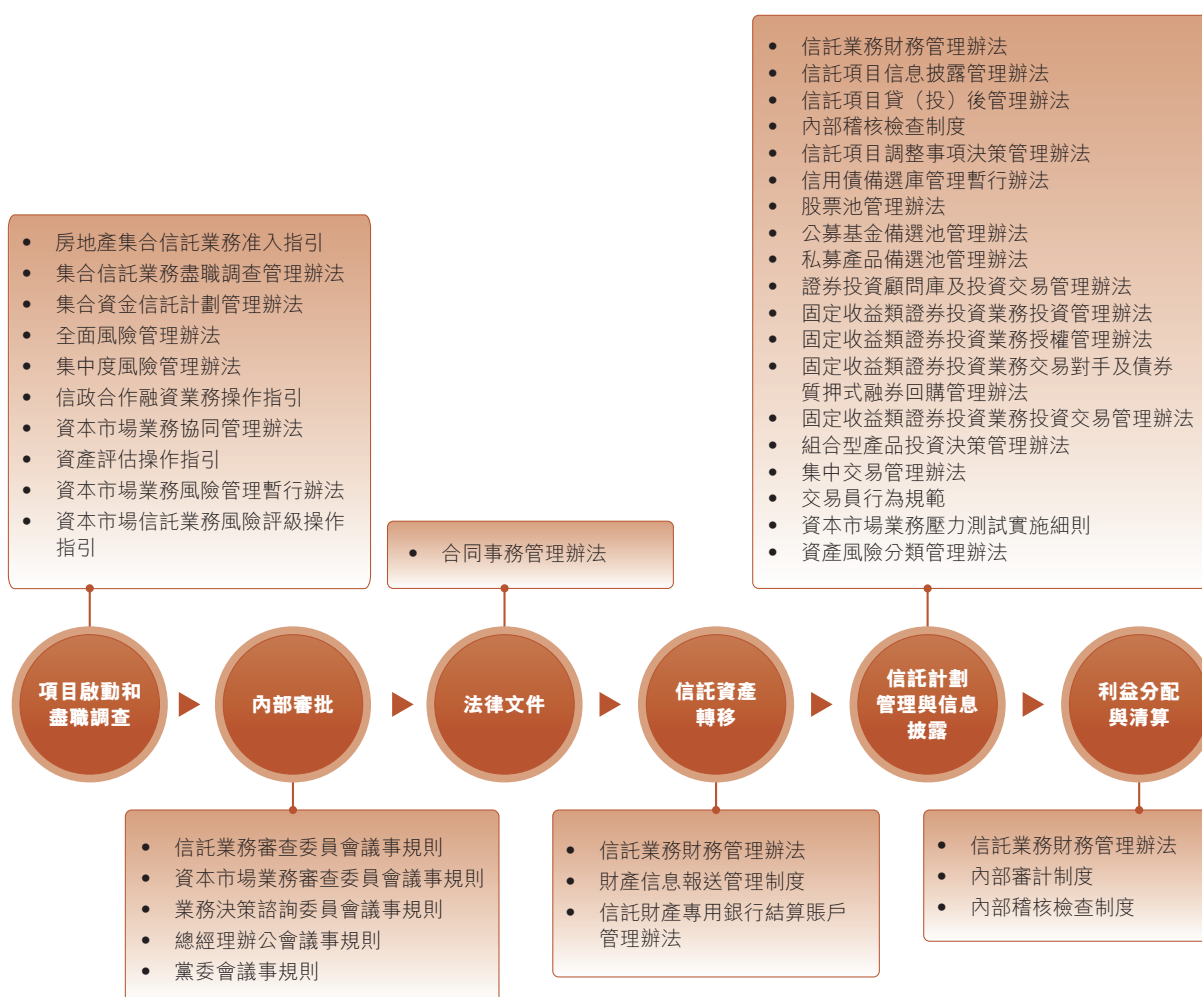 • 信託業務財務管理辦法
• 信託項目信息披露管理辦法
• 信託項目貸（投）後管理辦法
• 內部稽核檢查制度
• 信託項目調整事項決策管理辦法
• 信用債備選庫管理暫行辦法
• 股票池管理辦法
• 公募基金備選池管理辦法
• 私募產品備選池管理辦法
• 證券投資顧問庫及投資交易管理辦法
• 固定收益類證券投資業務投資管理辦法
• 固定收益類證券投資業務授權管理辦法
• 固定收益類證券投資業務交易對手及債券
質押式融券回購管理辦法
• 固定收益類證券投資業務投資交易管理辦法
• 組合型產品投資決策管理辦法
• 集中交易管理辦法
• 交易員行為規範
• 資本市場業務壓力測試實施細則
• 資產風險分類管理辦法
• 房地產集合信託業務准入指引
• 集合信託業務盡職調查管理辦法
• 集合資金信託計劃管理辦法
• 全面風險管理辦法
• 集中度風險管理辦法
• 信政合作融資業務操作指引
• 資本市場業務協同管理辦法
• 資產評估操作指引
• 資本市場業務風險管理暫行辦法
• 資本市場信託業務風險評級操作
指引
• 合同事務管理辦法
項目啟動和
盡職調查
內部審批
法律文件
信託資產
轉移
信託計劃
管理與信息
披露
利益分配
與清算
• 信託業務審查委員會議事規則
• 資本市場業務審查委員會議事規則
• 業務決策諮詢委員會議事規則
• 總經理辦公會議事規則
• 黨委會議事規則
• 信託業務財務管理辦法
• 財產信息報送管理制度
• 信託財產專用銀行結算賬戶
管理辦法
• 信託業務財務管理辦法
• 內部審計制度
• 內部稽核檢查制度